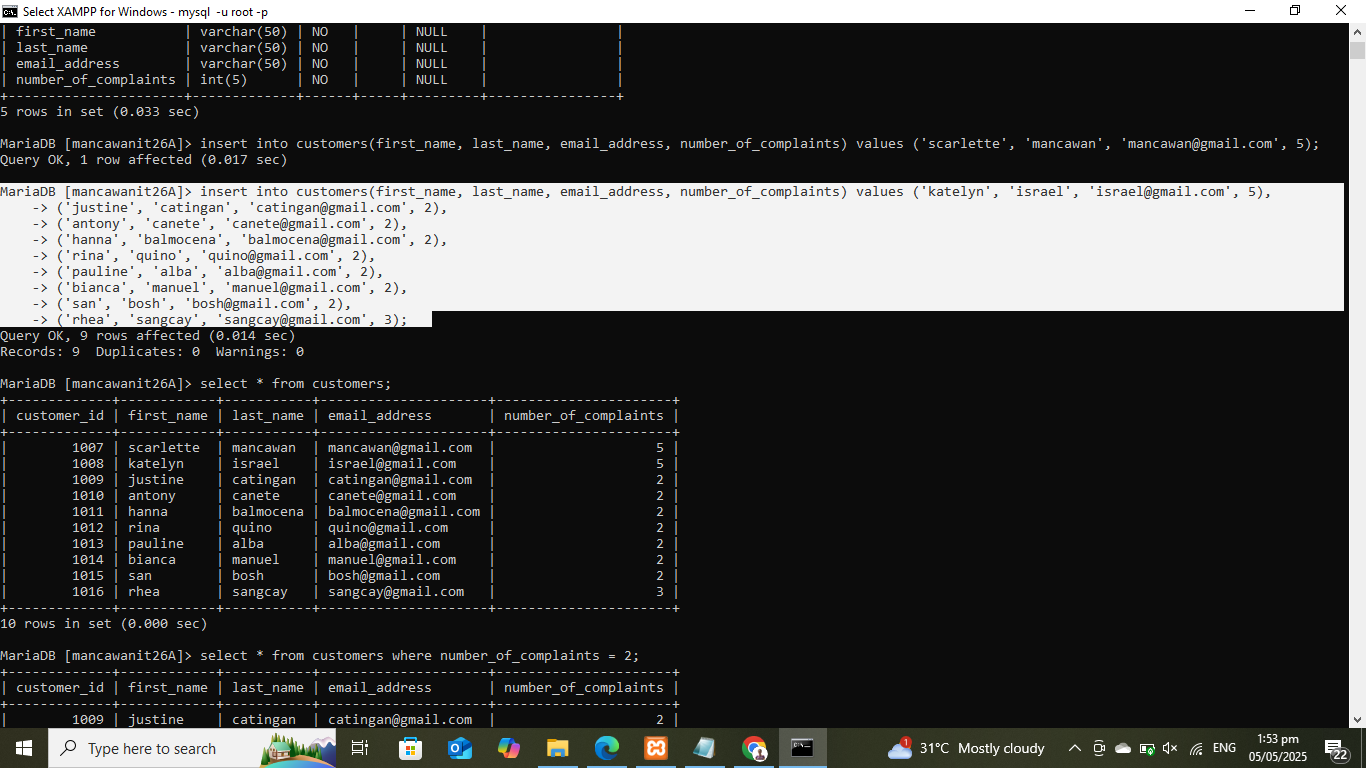 Select XAMPP for Windows - mysql  -u root -p
| first_name           | varchar(50) | NO   |     | NULL    |                |
| last_name            | varchar(50) | NO   |     | NULL    |                |
| email_address        | varchar(50) | NO   |     | NULL    |                |
| number_of_complaints | int(5)      | NO   |     | NULL    |                |
+----------------------+-------------+------+-----+---------+----------------+
5 rows in set (0.033 sec)
MariaDB [mancawanit26A]> insert into customers(first_name, last_name, email_address, number_of_complaints) values ('scarlette', 'mancawan', 'mancawan@gmail.com', 5);
Query OK, 1 row affected (0.017 sec)
MariaDB [mancawanit26A]> insert into customers(first_name, last_name, email_address, number_of_complaints) values ('katelyn', 'israel', 'israel@gmail.com', 5),
    -> ('justine', 'catingan', 'catingan@gmail.com', 2),
    -> ('antony', 'canete', 'canete@gmail.com', 2),
    -> ('hanna', 'balmocena', 'balmocena@gmail.com', 2),
    -> ('rina', 'quino', 'quino@gmail.com', 2),
    -> ('pauline', 'alba', 'alba@gmail.com', 2),
    -> ('bianca', 'manuel', 'manuel@gmail.com', 2),
    -> ('san', 'bosh', 'bosh@gmail.com', 2),
    -> ('rhea', 'sangcay', 'sangcay@gmail.com', 3);
Query OK, 9 rows affected (0.014 sec)
Records: 9  Duplicates: 0  Warnings: 0
MariaDB [mancawanit26A]> select * from customers;
+-------------+------------+-----------+---------------------+----------------------+
| customer_id | first_name | last_name | email_address       | number_of_complaints |
+-------------+------------+-----------+---------------------+----------------------+
|        1007 | scarlette  | mancawan  | mancawan@gmail.com  |                    5 |
|        1008 | katelyn    | israel    | israel@gmail.com    |                    5 |
|        1009 | justine    | catingan  | catingan@gmail.com  |                    2 |
|        1010 | antony     | canete    | canete@gmail.com    |                    2 |
|        1011 | hanna      | balmocena | balmocena@gmail.com |                    2 |
|        1012 | rina       | quino     | quino@gmail.com     |                    2 |
|        1013 | pauline    | alba      | alba@gmail.com      |                    2 |
|        1014 | bianca     | manuel    | manuel@gmail.com    |                    2 |
|        1015 | san        | bosh      | bosh@gmail.com      |                    2 |
|        1016 | rhea       | sangcay   | sangcay@gmail.com   |                    3 |
+-------------+------------+-----------+---------------------+----------------------+
10 rows in set (0.000 sec)
MariaDB [mancawanit26A]> select * from customers where number_of_complaints = 2;
+-------------+------------+-----------+---------------------+----------------------+
| customer_id | first_name | last_name | email_address       | number_of_complaints |
+-------------+------------+-----------+---------------------+----------------------+
|        1009 | justine    | catingan  | catingan@gmail.com  |                    2 |
Type here to search
1
31°C  Mostly cloudy
ENG
1:53 pm
05/05/2025
22